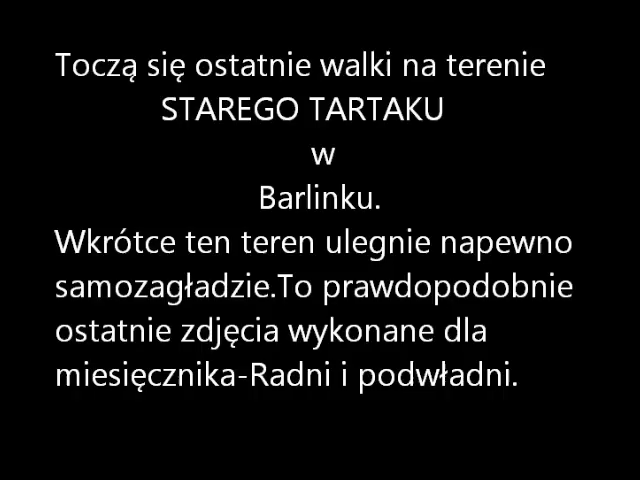 Toczą się ostatnie walki na terenie
STAREGO TARTAKU
w
Barlinku.
Wkrótce ten teren ulegnie napewno
samozagładzie.To prawdopodobnie
ostatnie zdjęcia wykonane dla
miesięcznika-Radni i podwładni.